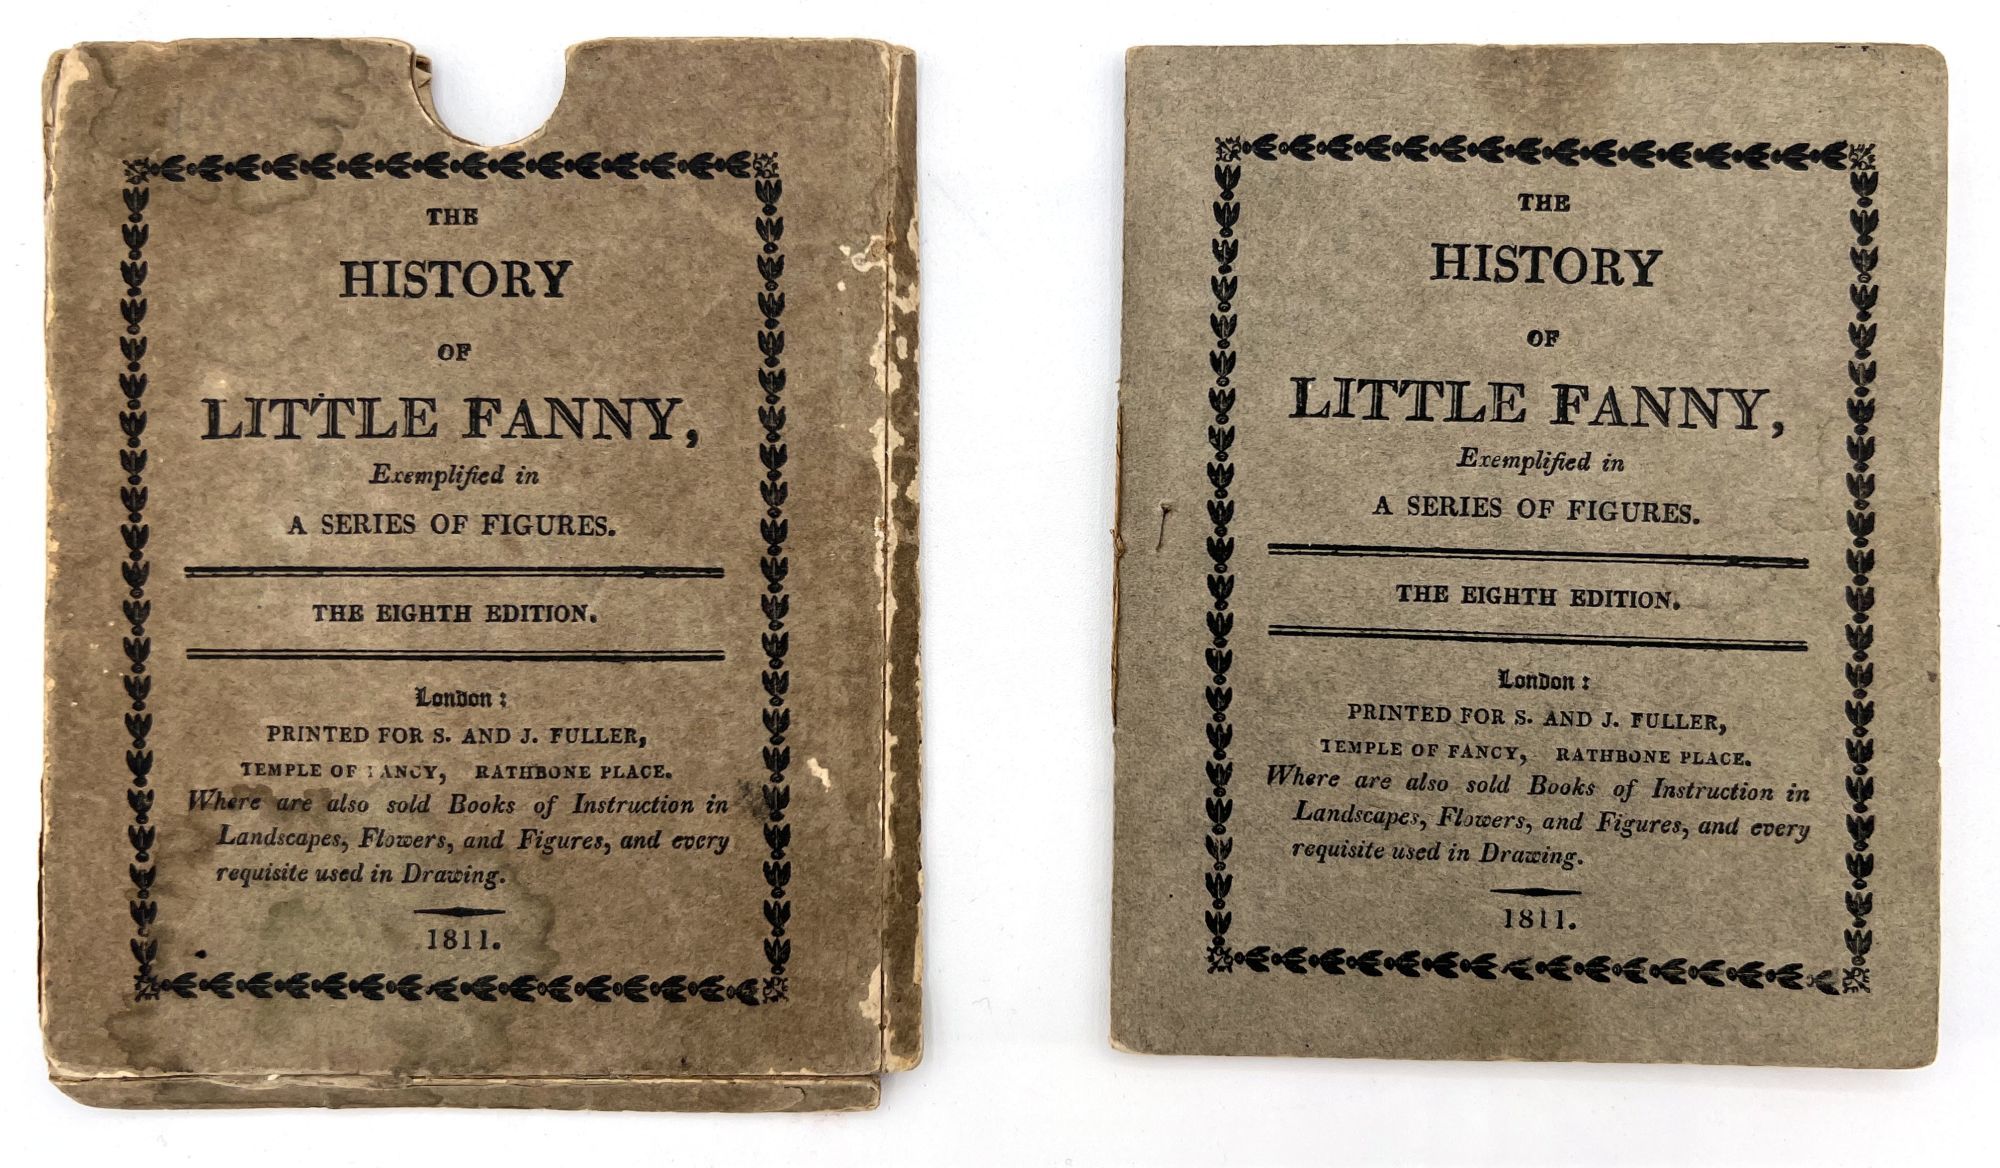 THE
HISTORY
OF
LITTLE FANNY,
Exemplified in
A SERIES OF FIGURES.
THE EIGHTH EDITION.
London:
PRINTED FOR S. AND J. FULLER,
TEMPLE OF FANCY, RATHBONE PLACE.
Where are also sold Books of Instruction in
Landscapes, Flowers, and Figures, and every
requisite used in Drawing.
1811.
THE
HISTORY
OF
LITTLE FANNY,
Exemplified in
A SERIES OF FIGURES.
THE EIGHTH EDITION.
London:
PRINTED FOR S. AND J. FULLER,
TEMPLE OF FANCY, RATHBONE PLACE.
Where are also sold Books of Instruction in
Landscapes, Flowers, and Figures, and every
requisite used in Drawing.
1811.